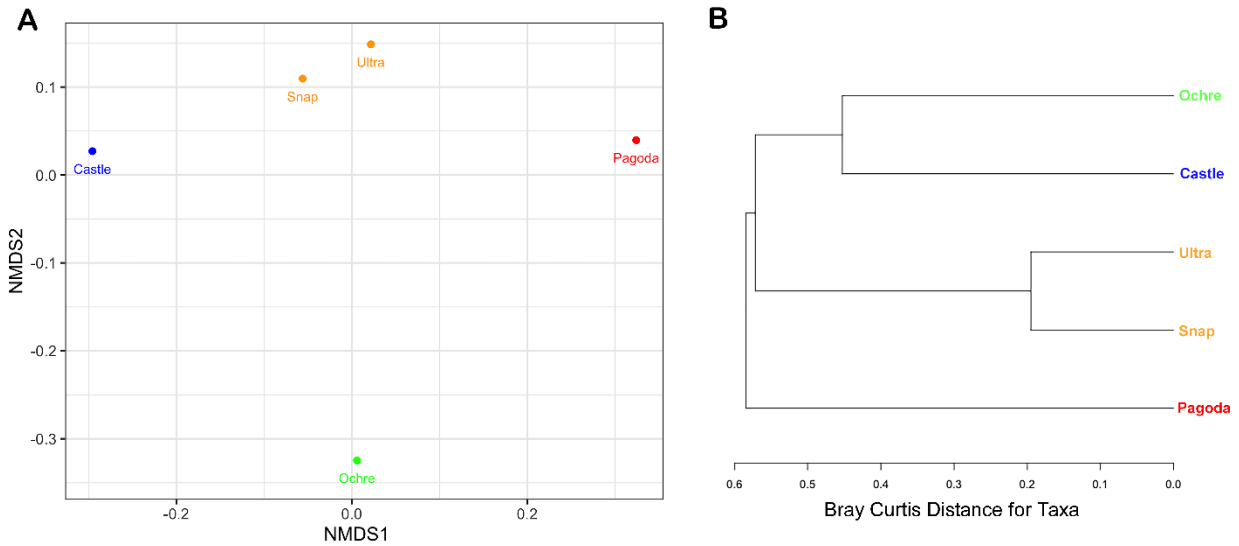 A
0.1
0.0
-0.1
-0.2
-0.3
NMDS2
Ultra
Snap
Castle
Pagoda
Ochre
-0.2
0.0
0.2
NMDS1
B
Ochre
Castle
Ultra
Snap
Pagoda
0.6 0.5 0.4 0.3 0.2 0.1 0.0
Bray Curtis Distance for Taxa